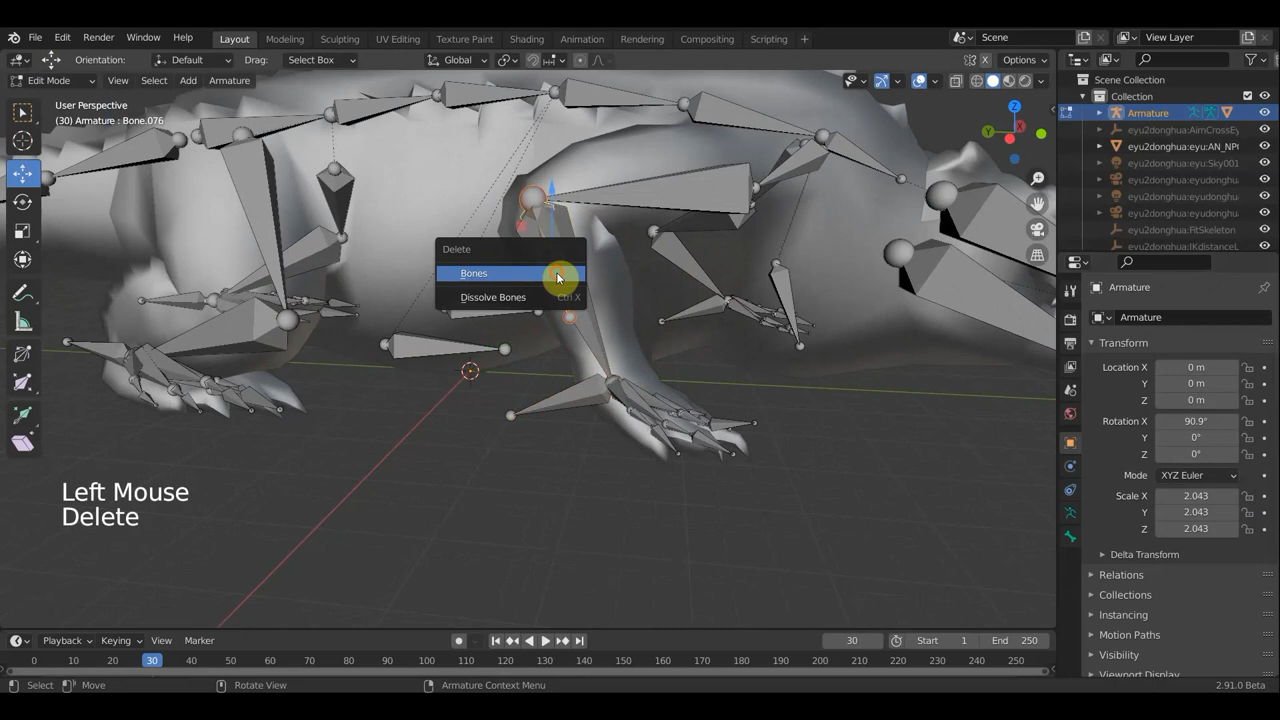 File Edit Render Window Help Layout Modeling Sculpting UV Editing Texture Paint Shading Animation Rendering Compositing Scripting + Scene View Layer
Orientation: Default Drag: Select Box Global X Options
Edit Mode View Select Add Armature Scene Collection
Collection
User Perspective
(30) Armature : Bone.076
Z
Y
X
Armature
eyu2donghua:AimCrossEy
eyu2donghua:eyu:AN_NPC
eyu2donghua:eyu:Sky001
eyu2donghua:
eyu2donghua:
eyu2donghua:
eyu2donghua:FitSkeleton
eyu2donghua:IKdistanceL
Delete
Bones
Dissolve Bones Ctrl X
Armature
Armature
Transform
Location X 0 m
Y 0 m
Z 0 m
Rotation X 90.9°
Y 0°
Z 0°
Mode XYZ Euler
Scale X 2.043
Y 2.043
Z 2.043
Delta Transform
Relations
Collections
Instancing
Motion Paths
Visibility
Viewport Display
Left Mouse
Delete
Playback Keying View Marker 30 Start 1 End 250
0 10 20 30 40 50 60 70 80 90 100 110 120 130 140 150 160 170 180 190 200 210 220 230 240 250
Select Move Rotate View Armature Context Menu 2.91.0 Beta